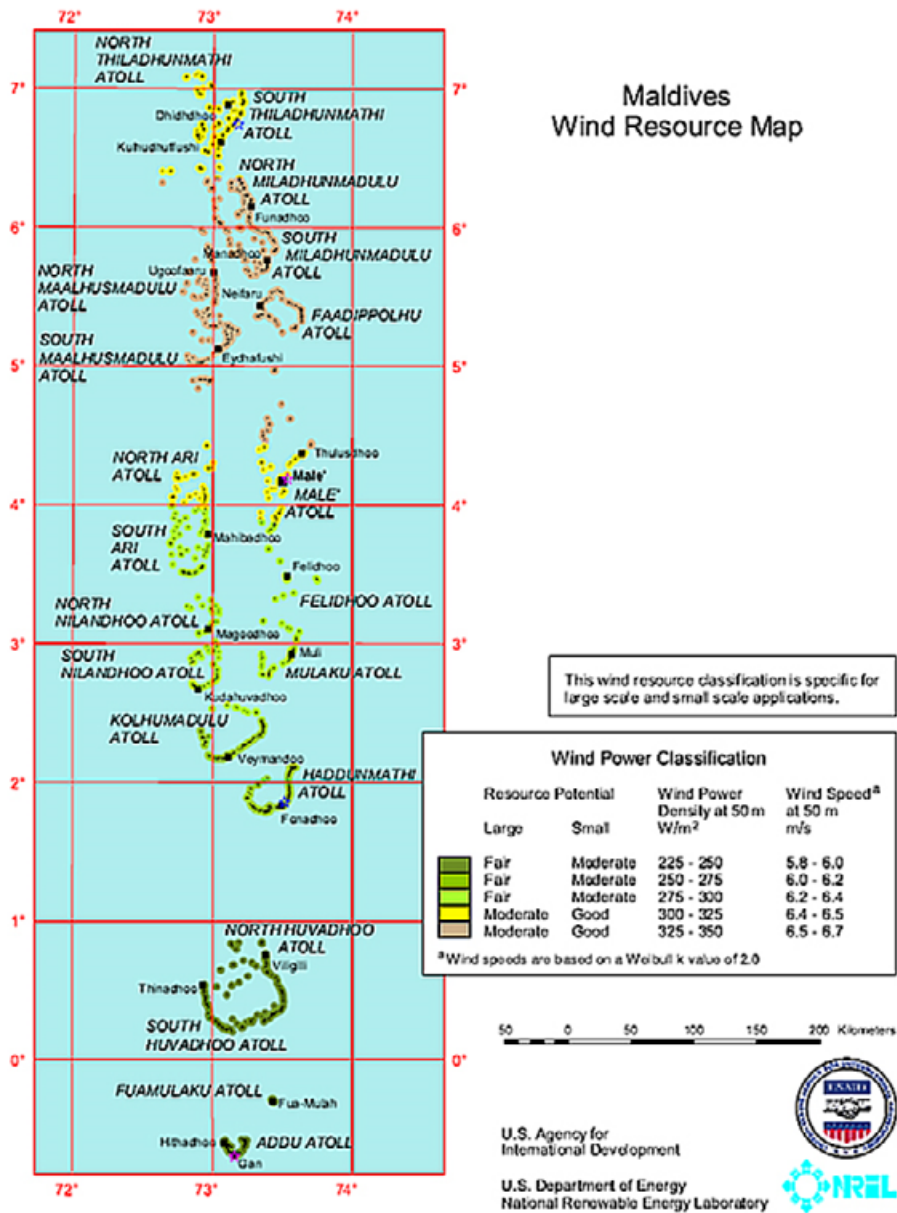 72°
73°
74°
NORTH
THILADHUNMATHI
ATOLL
7°
7°
SOUTH
THILADHUNMATHI
ATOLL
Dhidhdhoo
Kulhudhuffushi
NORTH
MILADHUNMADULU
ATOLL
Funadhoo
6°
6°
SOUTH
MILADHUNMADULU
ATOLL
Manadhoo
NORTH
MAALHUSMADULU
ATOLL
Ugoofaaru
Neifaru
FAADIPPOLHU
ATOLL
SOUTH
MAALHUSMADULU
ATOLL
Eydhafushi
5°
5°
NORTH ARI
ATOLL
Thulusdhoo
Male'
MALE'
ATOLL
4°
4°
SOUTH
ARI
ATOLL
Mahibadhoo
Felidhoo
FELIDHOO ATOLL
NORTH
NILANDHOO ATOLL
Magoodhoo
3°
3°
SOUTH
NILANDHOO ATOLL
Muli
MULAKU ATOLL
Kudahuvadhoo
KOLHUMADULU
ATOLL
Veymandoo
2°
2°
HADDUNMATHI
ATOLL
Fonadhoo
1°
1°
NORTH HUVADHOO
ATOLL
Viligilli
Thinadhoo
SOUTH
HUVADHOO ATOLL
0°
0°
FUAMULAKU ATOLL
Fua-Mulah
Hithadhoo
ADDU ATOLL
Gan
72°
73°
74°
Maldives
Wind Resource Map
This wind resource classification is specific for
large scale and small scale applications.
Wind Power Classification
Resource Potential Wind Power Wind Speed a
Density at 50 m at 50 m
Large Small W/m² m/s
Fair Moderate 225 - 250 5.8 - 6.0
Fair Moderate 250 - 275 6.0 - 6.2
Fair Moderate 275 - 300 6.2 - 6.4
Moderate Good 300 - 325 6.4 - 6.5
Moderate Good 325 - 350 6.5 - 6.7
a Wind speeds are based on a Weibull k value of 2.0
50 0 50 100 150 200 Kilometers
U.S. Agency for
International Development
USAID
U.S. Department of Energy
National Renewable Energy Laboratory
NREL